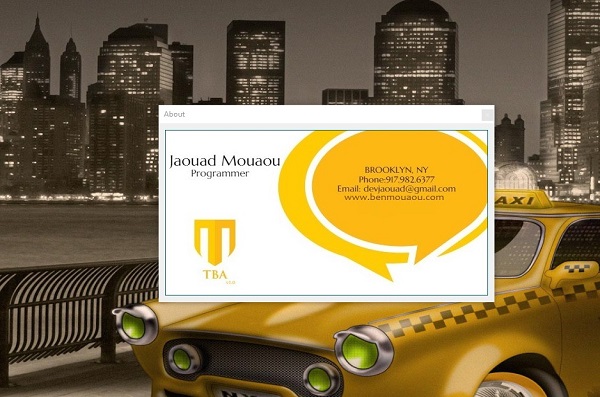 About
Jaouad Mouaou
Programmer
BROOKLYN, NY
Phone:917.982.6377
Email: devjaouad@gmail.com
www.benmouaou.com
TBA
TAXI